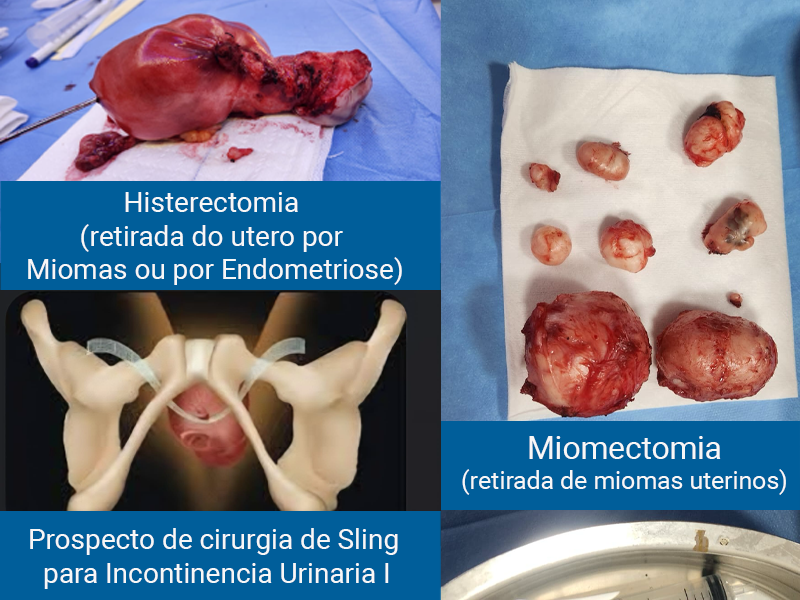 Histerectomia
(retirada do utero por
Miomas ou por Endometriose)
Prospecto de cirurgia de Sling
para Incontinencia Urinaria I
Miomectomia
(retirada de miomas uterinos)